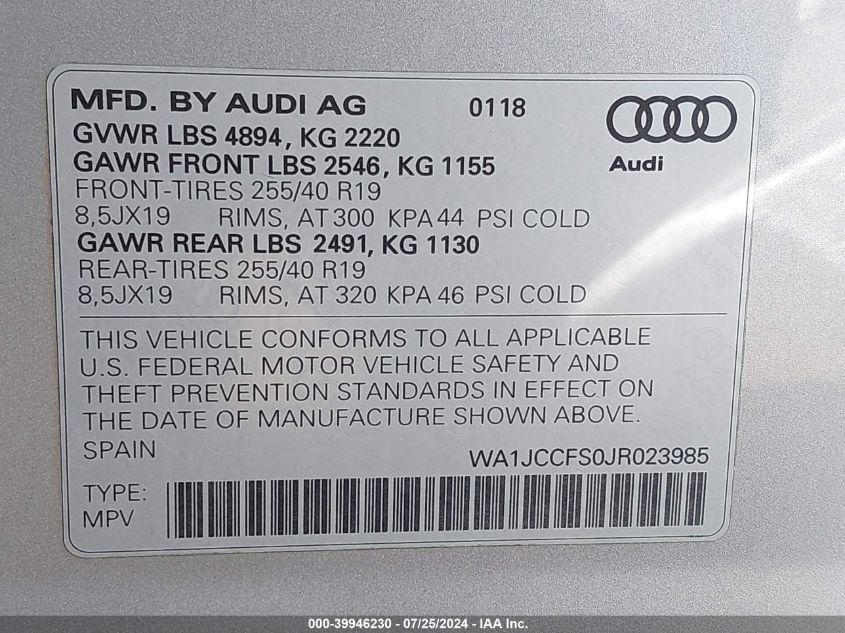 MFD. BY AUDI AG 0118
GVWR LBS 4894, KG 2220
GAWR FRONT LBS 2546, KG 1155
Audi
FRONT-TIRES 255/40 R19
8,5JX19 RIMS, AT 300 KPA 44 PSI COLD
GAWR REAR LBS 2491, KG 1130
REAR-TIRES 255/40 R19
8,5JX19 RIMS, AT 320 KPA 46 PSI COLD
THIS VEHICLE CONFORMS TO ALL APPLICABLE
U.S. FEDERAL MOTOR VEHICLE SAFETY AND
THEFT PREVENTION STANDARDS IN EFFECT ON
THE DATE OF MANUFACTURE SHOWN ABOVE.
SPAIN
WA1JCCFS0JR023985
TYPE:
MPV
000-39946230 - 07/25/2024 - IAA Inc.